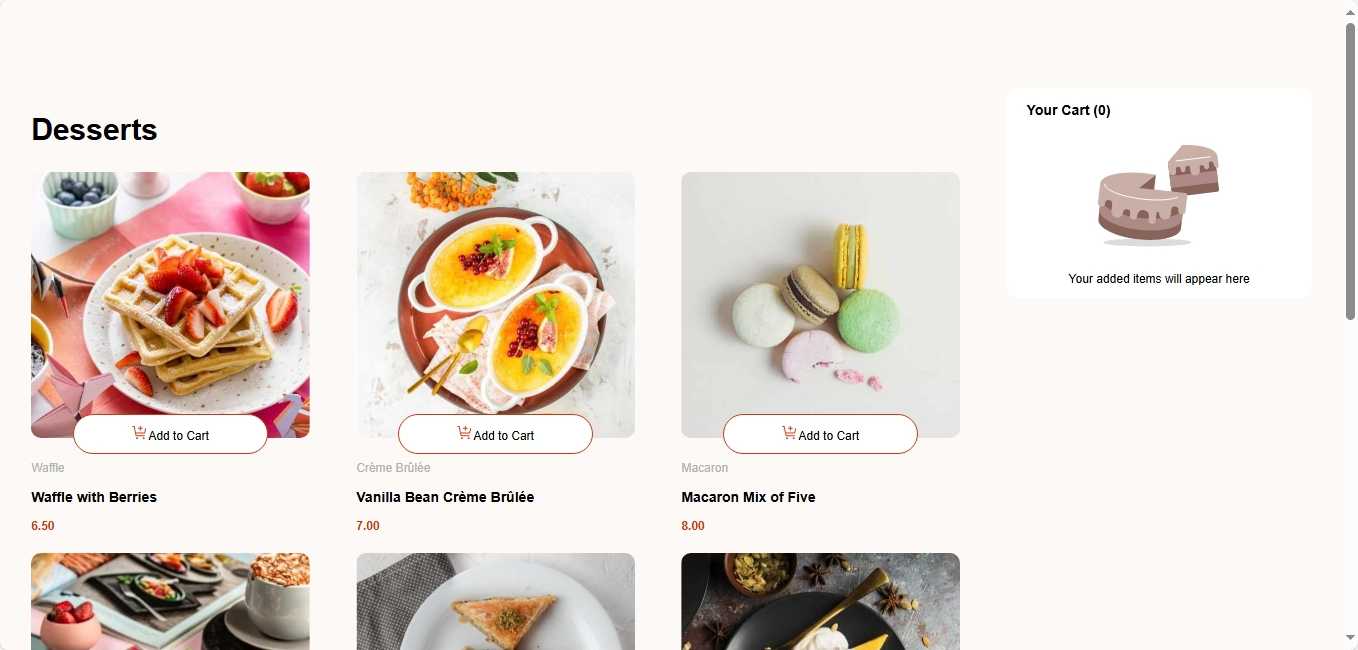 Desserts
Your Cart (0)
Your added items will appear here
Add to Cart
Add to Cart
Add to Cart
Waffle
Crème Brûlée
Macaron
Waffle with Berries
Vanilla Bean Crème Brûlée
Macaron Mix of Five
6.50
7.00
8.00